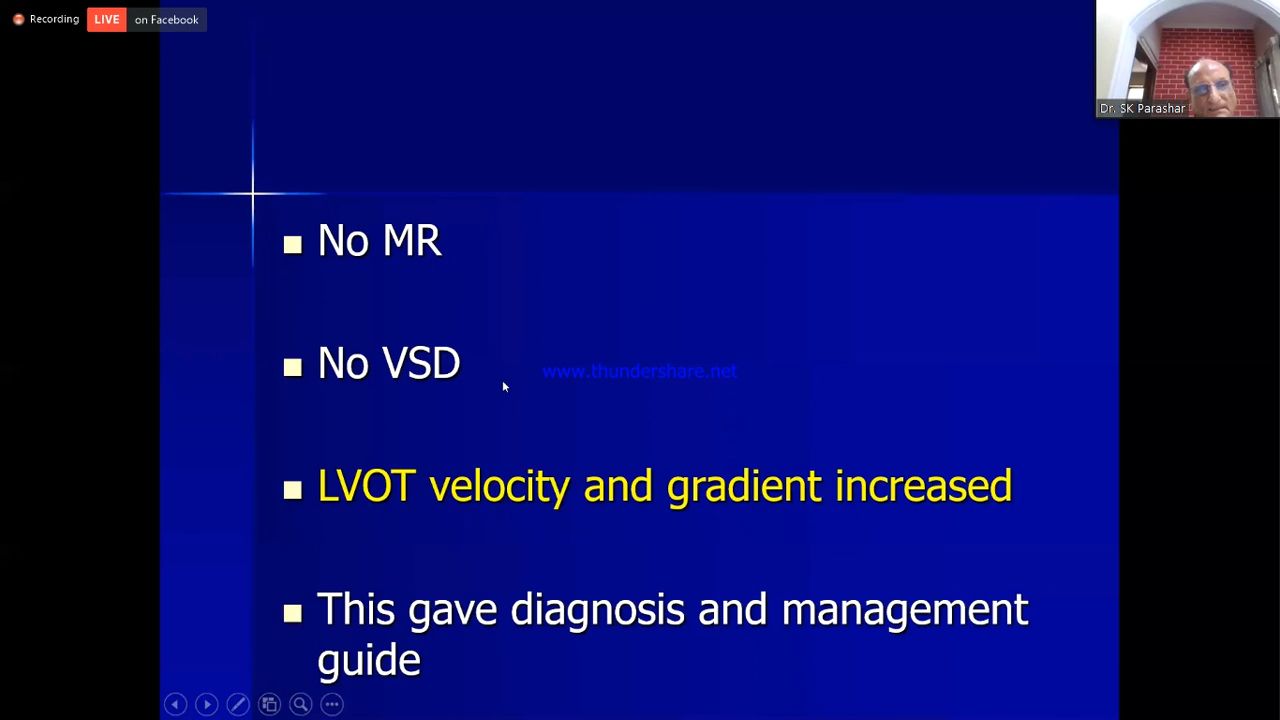 Recording LIVE on Facebook
Dr. SK Parashar
No MR
No VSD
www.thundershare.net
LVOT velocity and gradient increased
This gave diagnosis and management
guide